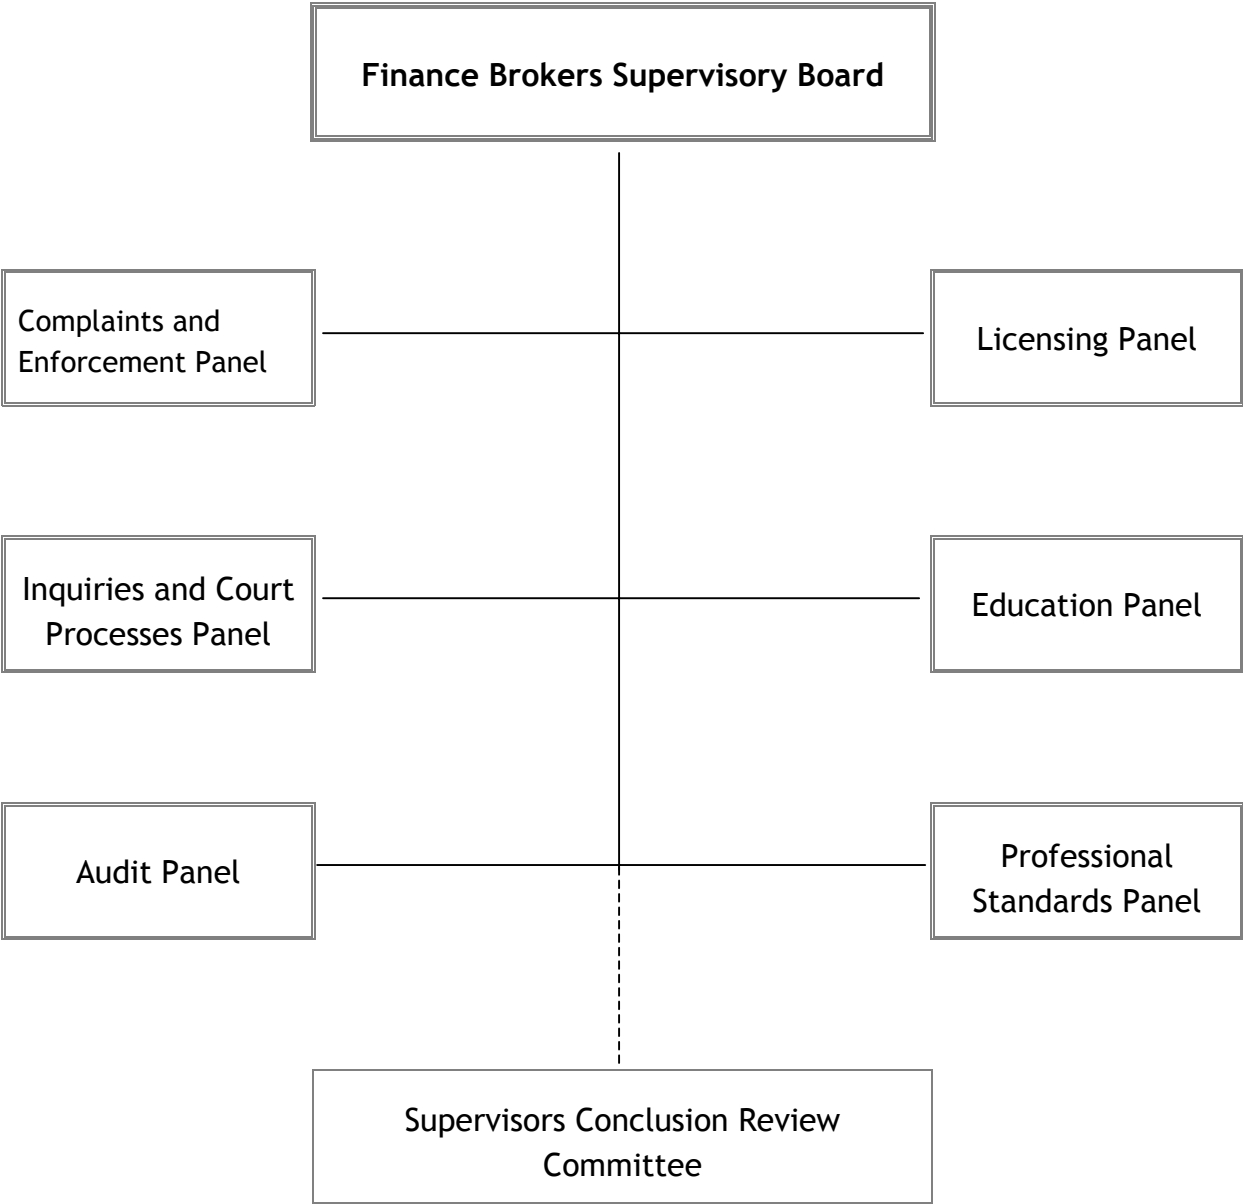 Finance Brokers Supervisory Board
Complaints and
Enforcement Panel
Licensing Panel
Inquiries and Court
Processes Panel
Education Panel
Audit Panel
Professional
Standards Panel
Supervisors Conclusion Review
Committee